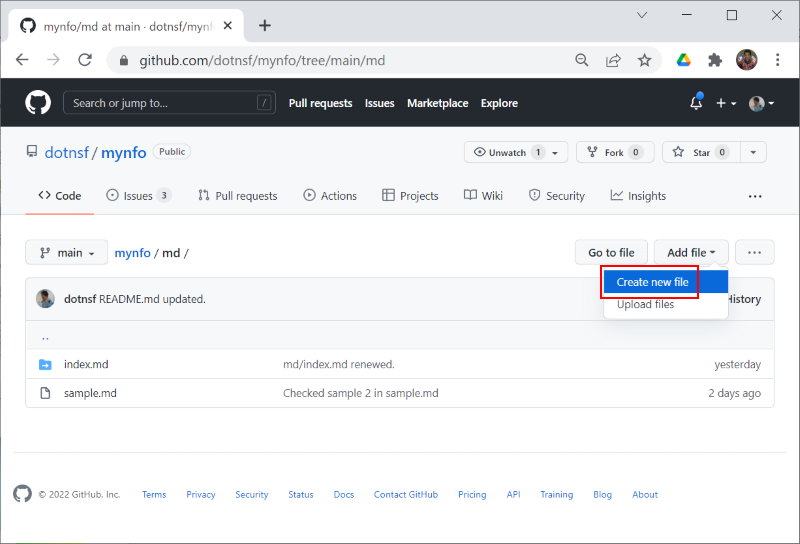 mynfo/md at main · dotnsf/mynf
github.com/dotnsf/mynfo/tree/main/md
Search or jump to... / Pull requests Issues Marketplace Explore
dotnsf / mynfo Public Unwatch 1 Fork 0 Star 0
Code Issues 3 Pull requests Actions Projects Wiki Security Insights
main mynfo / md / Go to file Add file
Create new file
dotnsf README.md updated. History
Upload files
..
index.md md/index.md renewed. yesterday
sample.md Checked sample 2 in sample.md 2 days ago
© 2022 GitHub, Inc. Terms Privacy Security Status Docs Contact GitHub Pricing API Training Blog About